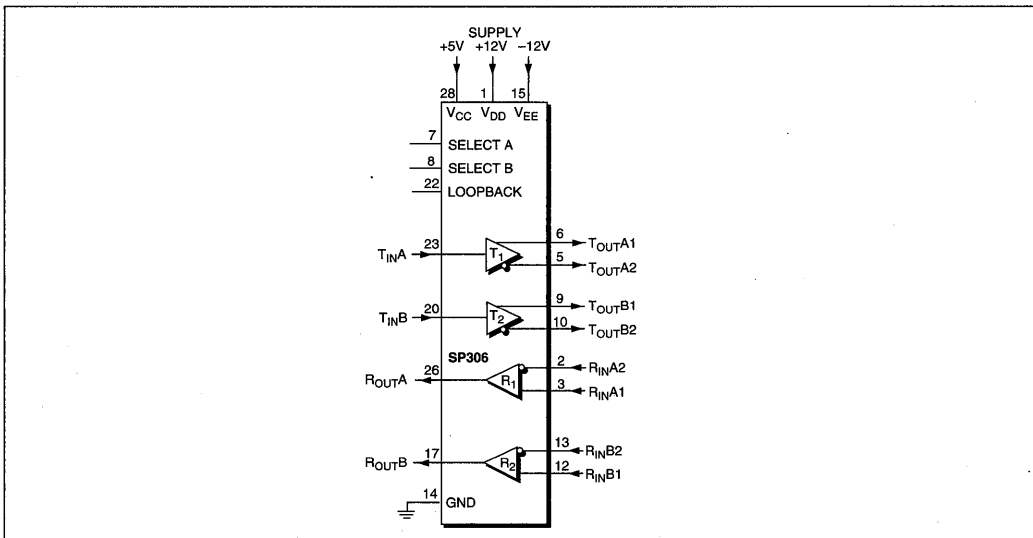 SUPPLY
+5V +12V –12V
28 1 15
VCC VDD VEE
7 SELECT A
8 SELECT B
22 LOOPBACK
TINA 23 T1 6 TOUTA1
5 TOUTA2
TINB 20 T2 9 TOUTB1
10 TOUTB2
SP306
ROUTA 26 R1 2 RINA2
3 RINA1
ROUTB 17 R2 13 RINB2
12 RINB1
14 GND